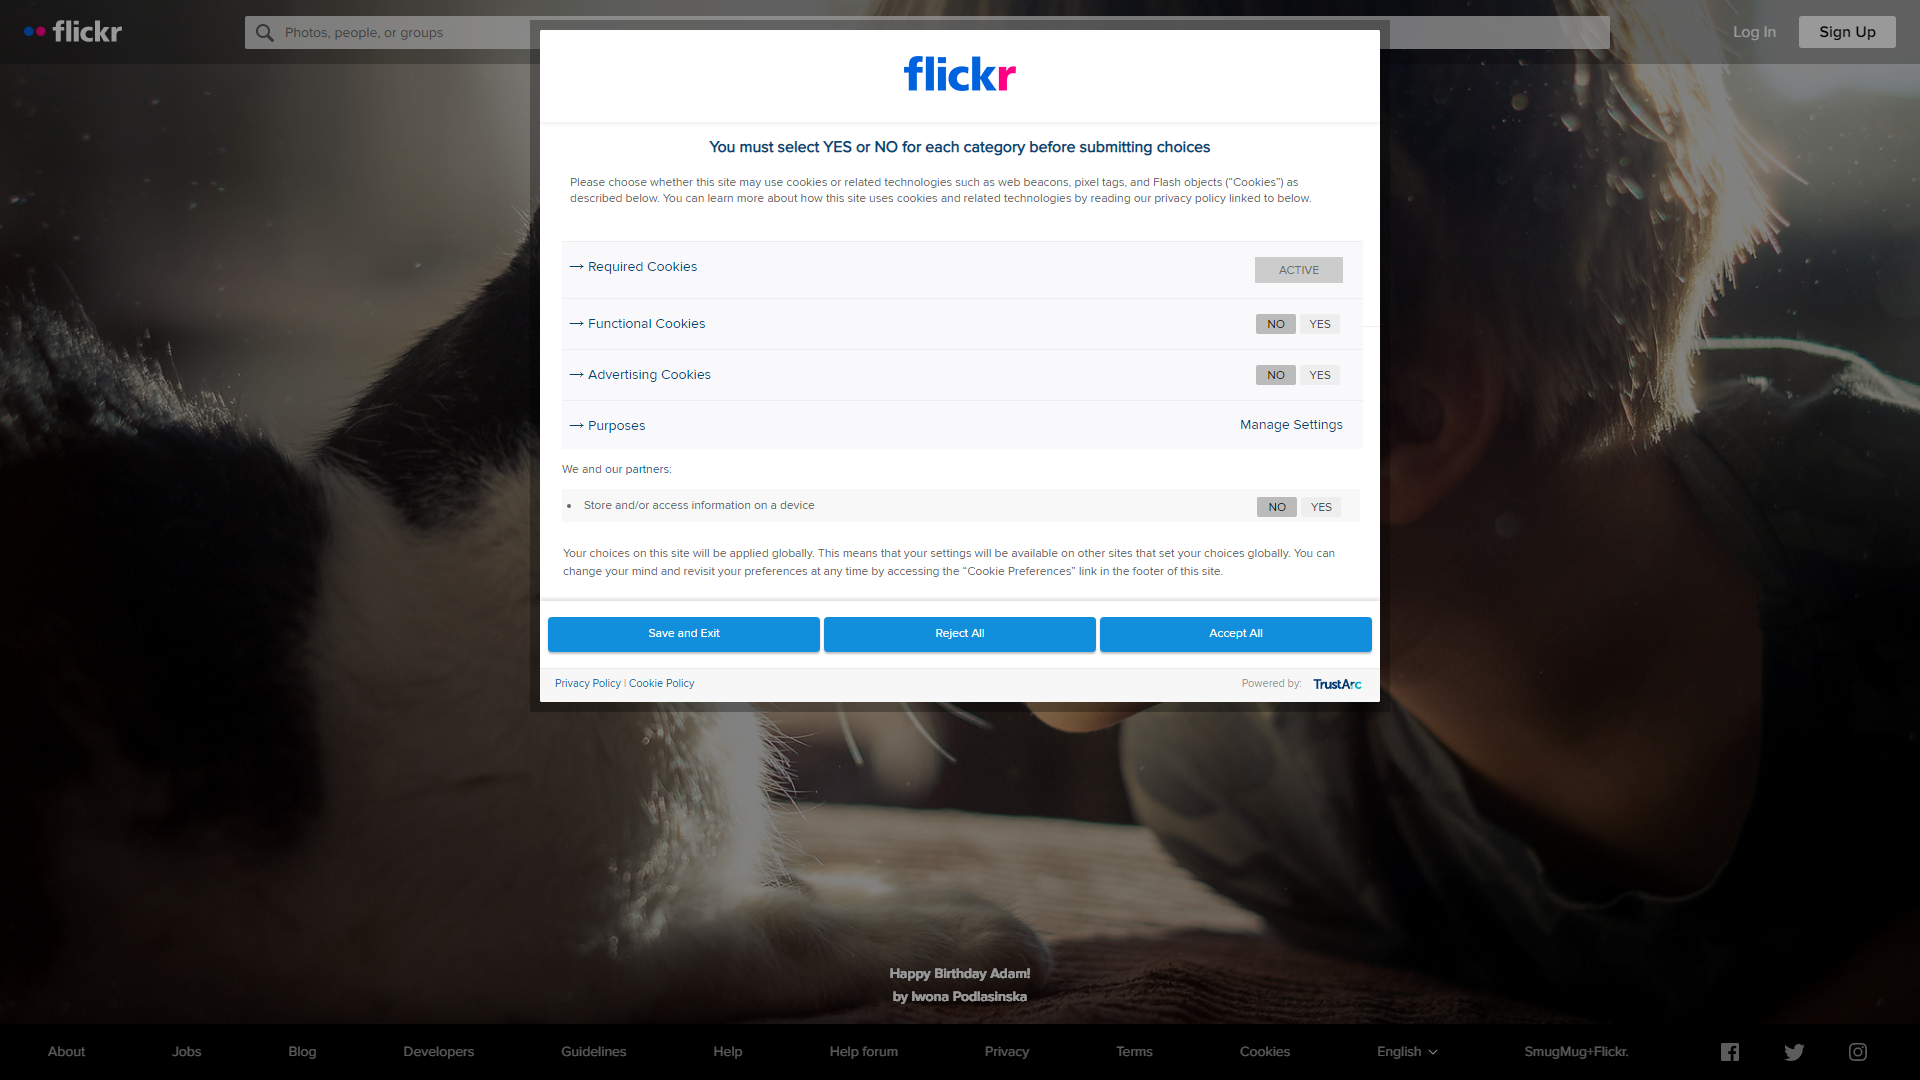 flickr
Photos, people, or groups
Log In
Sign Up
flickr
You must select YES or NO for each category before submitting choices
Please choose whether this site may use cookies or related technologies such as web beacons, pixel tags, and Flash objects (“Cookies”) as
described below. You can learn more about how this site uses cookies and related technologies by reading our privacy policy linked to below.
→ Required Cookies
ACTIVE
→ Functional Cookies
NO YES
→ Advertising Cookies
NO YES
→ Purposes
Manage Settings
We and our partners:
• Store and/or access information on a device
NO YES
Your choices on this site will be applied globally. This means that your settings will be available on other sites that set your choices globally. You can
change your mind and revisit your preferences at any time by accessing the “Cookie Preferences” link in the footer of this site.
Save and Exit
Reject All
Accept All
Privacy Policy | Cookie Policy
Powered by: TrustArc
Happy Birthday Adam!
by Iwona Podlasinska
About
Jobs
Blog
Developers
Guidelines
Help
Help forum
Privacy
Terms
Cookies
English
SmugMug+Flickr.